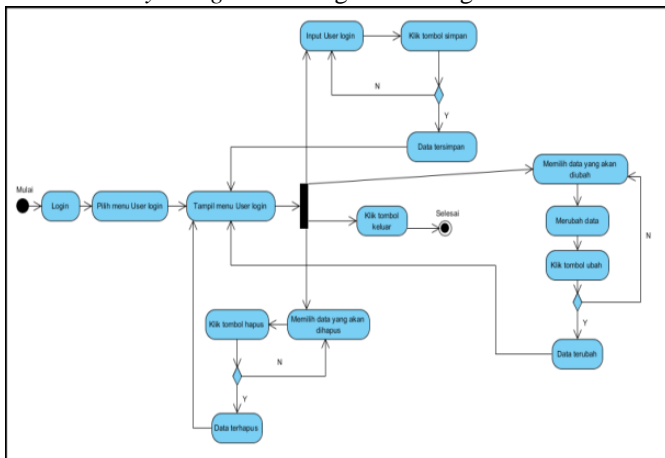 Input User login
Klik tombol simpan
N
Y
Data tersimpan
Memilih data yang akan
diubah
Mulai
Login
Pilih menu User login
Tampil menu User login
Klik tombol
keluar
Selesai
Merubah data
N
Klik tombol ubah
Y
Data terubah
Klik tombol hapus
Memilih data yang akan
dihapus
N
Y
Data terhapus